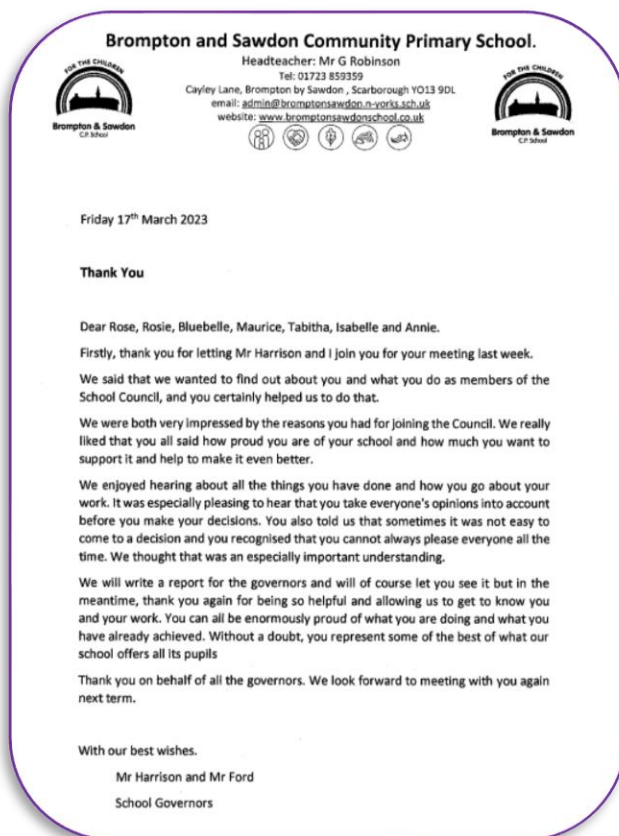 Brompton and Sawdon Community Primary School.
Headteacher: Mr G Robinson
Tel: 01723 859359
Cayley Lane, Brompton by Sawdon , Scarborough YO13 9DL
email: admin@bromptonsawdon.n-yorks.sch.uk
website: www.bromptonsawdonschool.co.uk
FOR THE CHILDREN
Brompton & Sawdon
C.P. School
FOR THE CHILDREN
Brompton & Sawdon
C.P. School
Friday 17th March 2023
Thank You
Dear Rose, Rosie, Bluebelle, Maurice, Tabitha, Isabelle and Annie.
Firstly, thank you for letting Mr Harrison and I join you for your meeting last week.
We said that we wanted to find out about you and what you do as members of the
School Council, and you certainly helped us to do that.
We were both very impressed by the reasons you had for joining the Council. We really
liked that you all said how proud you are of your school and how much you want to
support it and help to make it even better.
We enjoyed hearing about all the things you have done and how you go about your
work. It was especially pleasing to hear that you take everyone's opinions into account
before you make your decisions. You also told us that sometimes it was not easy to
come to a decision and you recognised that you cannot always please everyone all the
time. We thought that was an especially important understanding.
We will write a report for the governors and will of course let you see it but in the
meantime, thank you again for being so helpful and allowing us to get to know you
and your work. You can all be enormously proud of what you are doing and what you
have already achieved. Without a doubt, you represent some of the best of what our
school offers all its pupils
Thank you on behalf of all the governors. We look forward to meeting with you again
next term.
With our best wishes.
Mr Harrison and Mr Ford
School Governors